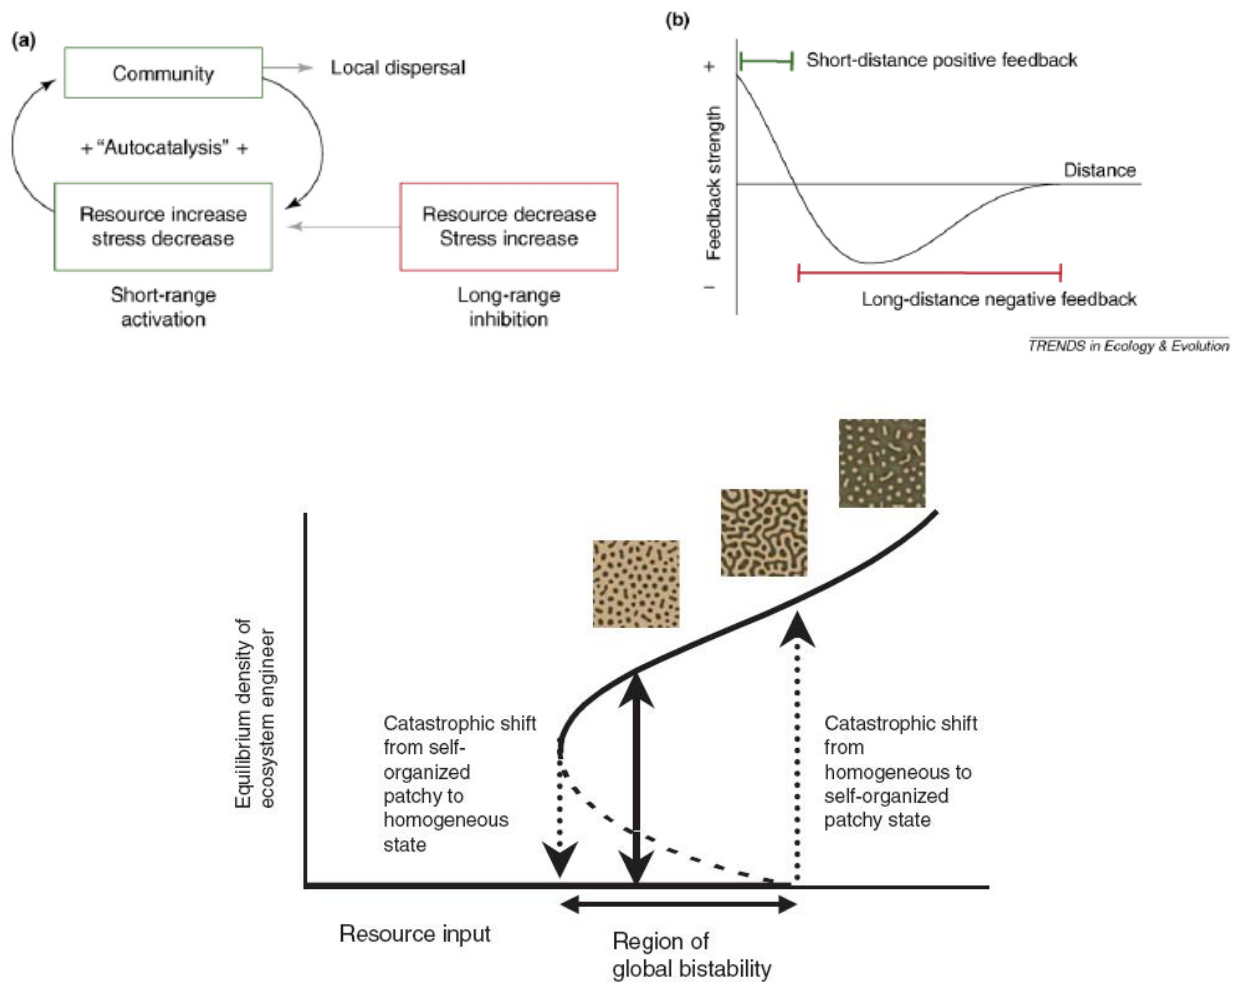 (a)
Community
Local dispersal
+ “Autocatalysis” +
Resource increase
stress decrease
Resource decrease
Stress increase
Short-range
activation
Long-range
inhibition
(b)
+
Short-distance positive feedback
Feedback strength
Distance
–
Long-distance negative feedback
TRENDS in Ecology & Evolution
Equilibrium density of
ecosystem engineer
Catastrophic shift
from self-
organized
patchy to
homogeneous
state
Catastrophic shift
from
homogeneous to
self-organized
patchy state
Resource input
Region of
global bistability